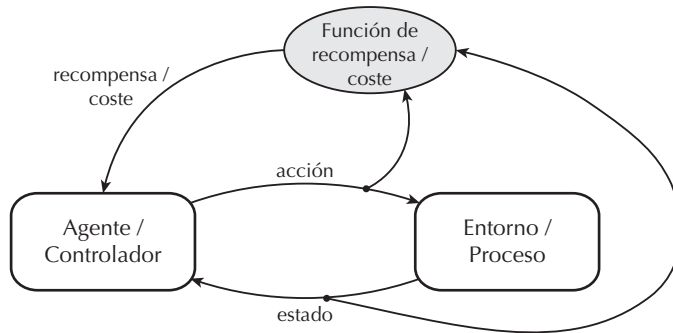 Función de
recompensa /
coste
recompensa /
coste
acción
Agente /
Controlador
Entorno /
Proceso
estado